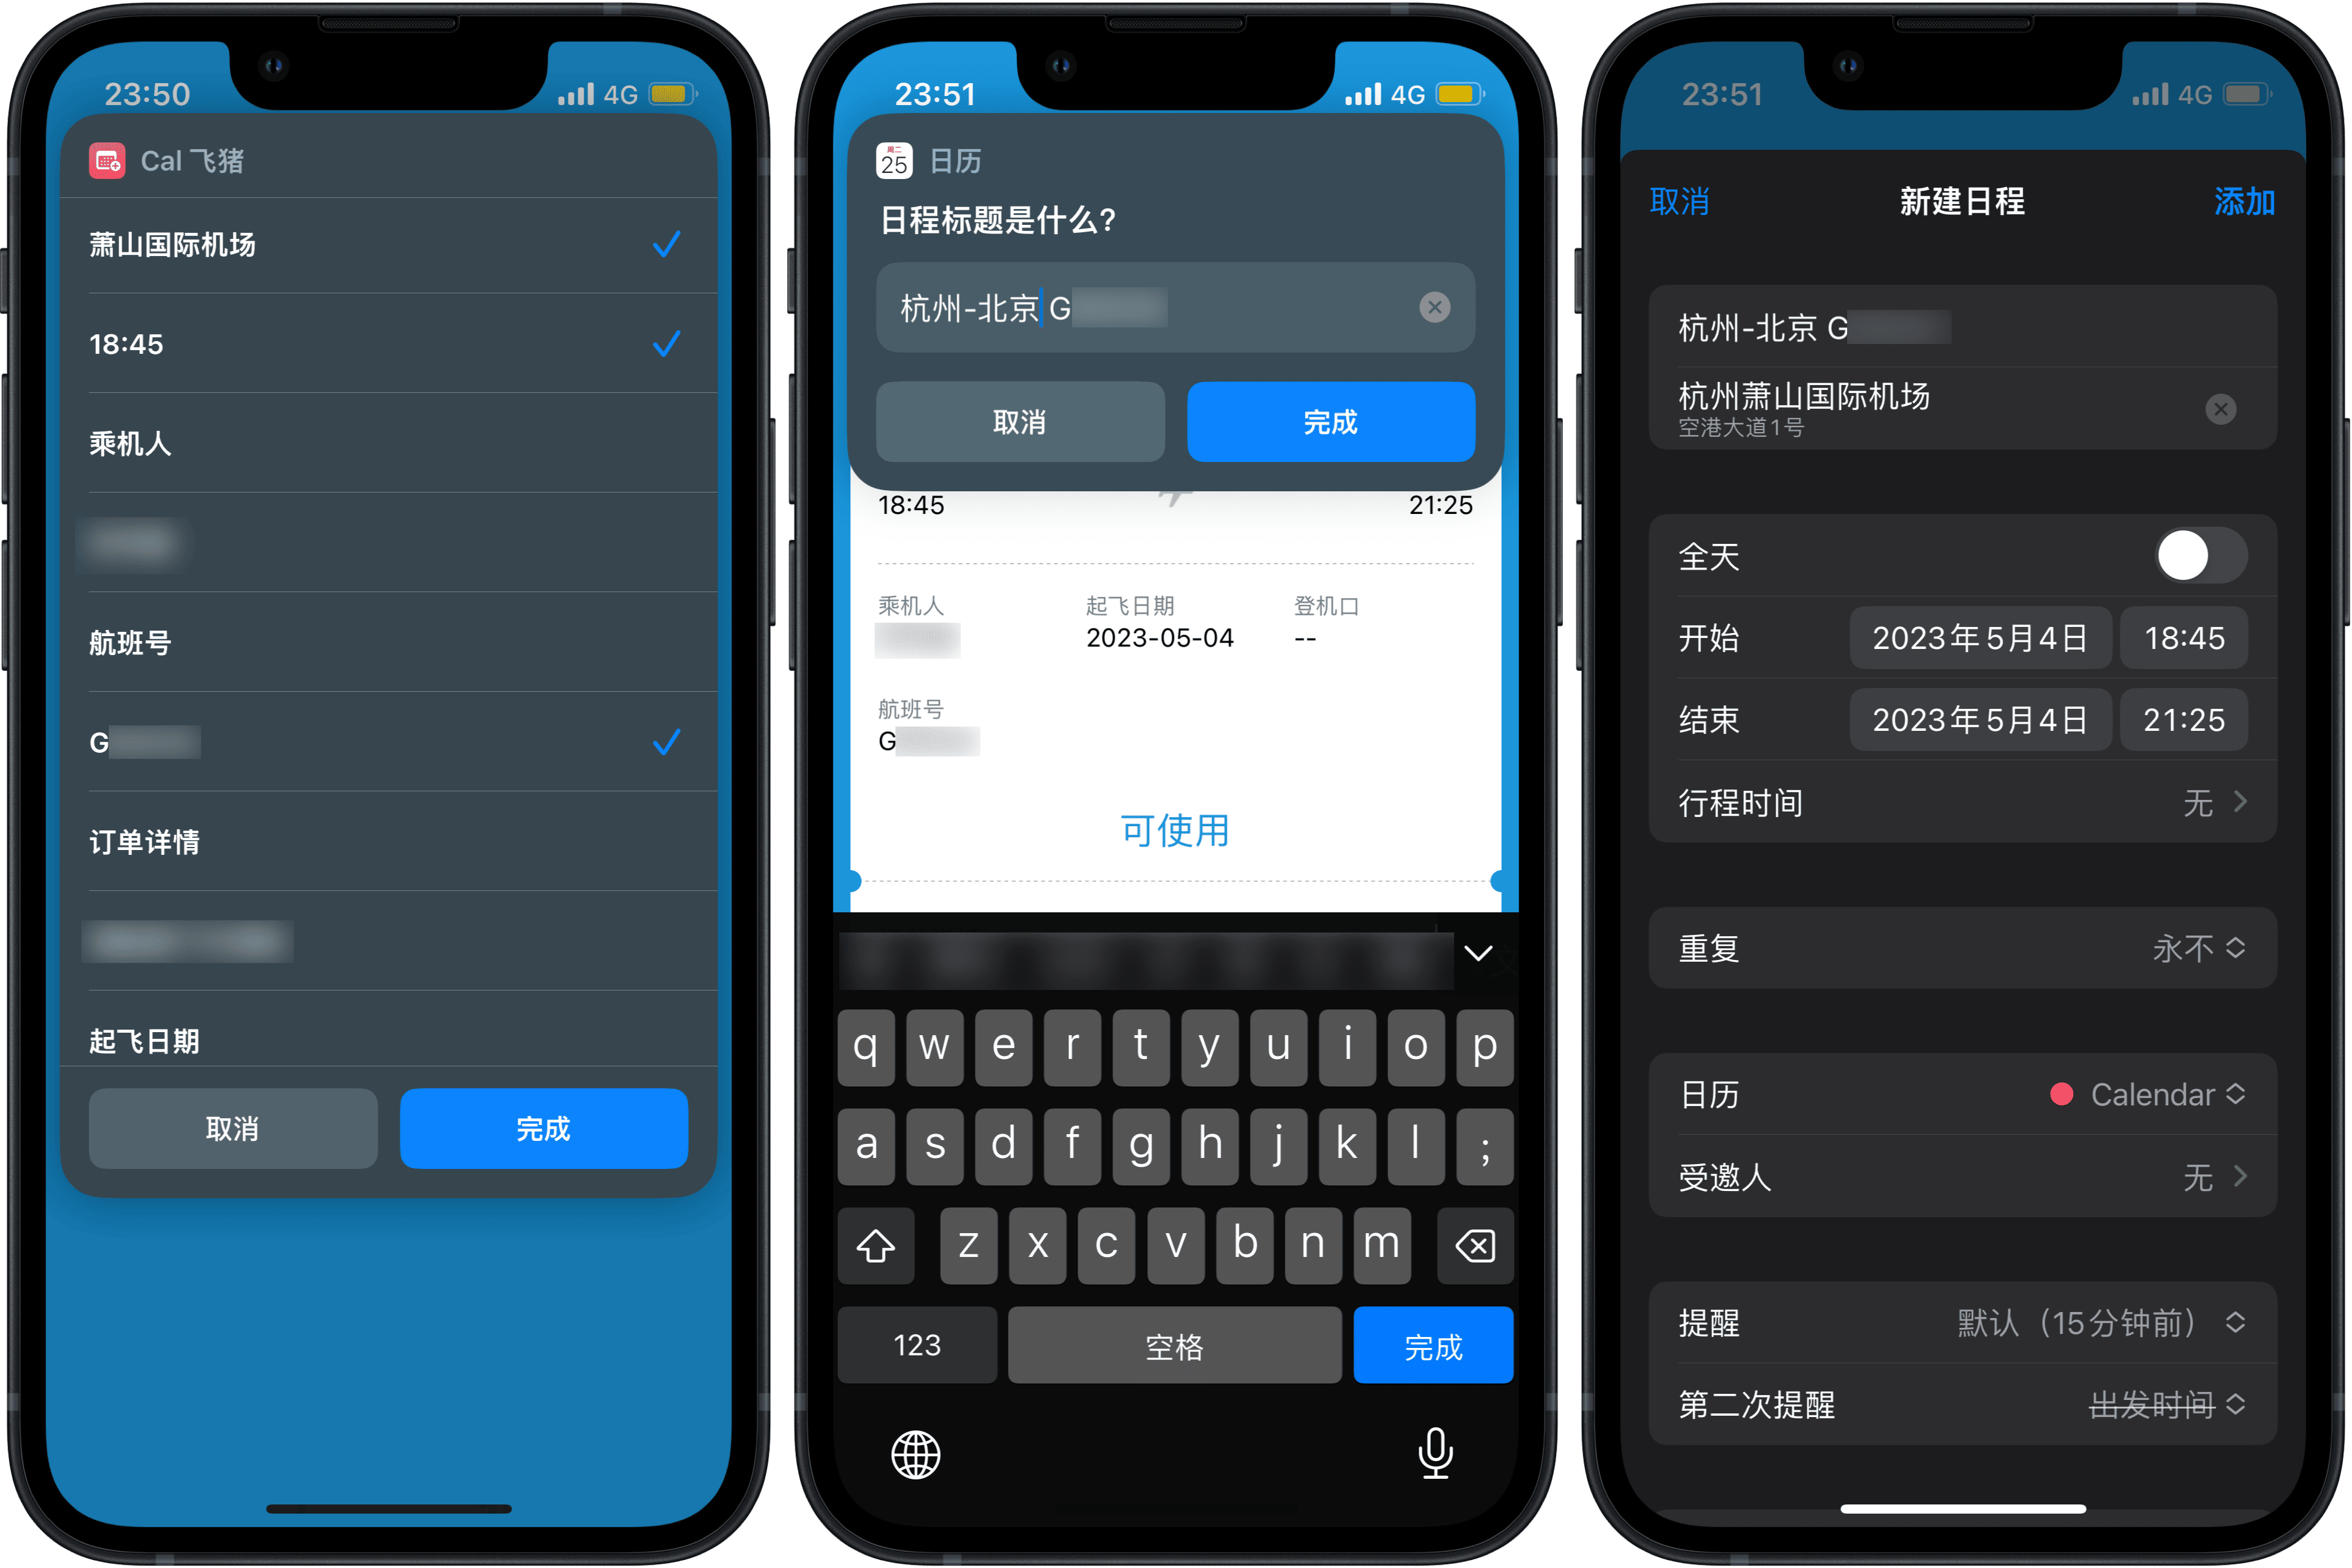 23:50
4G
Cal 飞猪
萧山国际机场
18:45
乘机人
航班号
G
订单详情
起飞日期
取消
完成
23:51
4G
周二
25
日历
日程标题是什么?
杭州-北京 G
取消
完成
18:45
21:25
乘机人
起飞日期
登机口
2023-05-04
--
航班号
G
可使用
q w e r t y u i o p
a s d f g h j k l ;
z x c v b n m
123
空格
完成
23:51
4G
取消
新建日程
添加
杭州-北京 G
杭州萧山国际机场
空港大道1号
全天
开始
2023年5月4日
18:45
结束
2023年5月4日
21:25
行程时间
无
重复
永不
日历
Calendar
受邀人
无
提醒
默认（15分钟前）
第二次提醒
出发时间